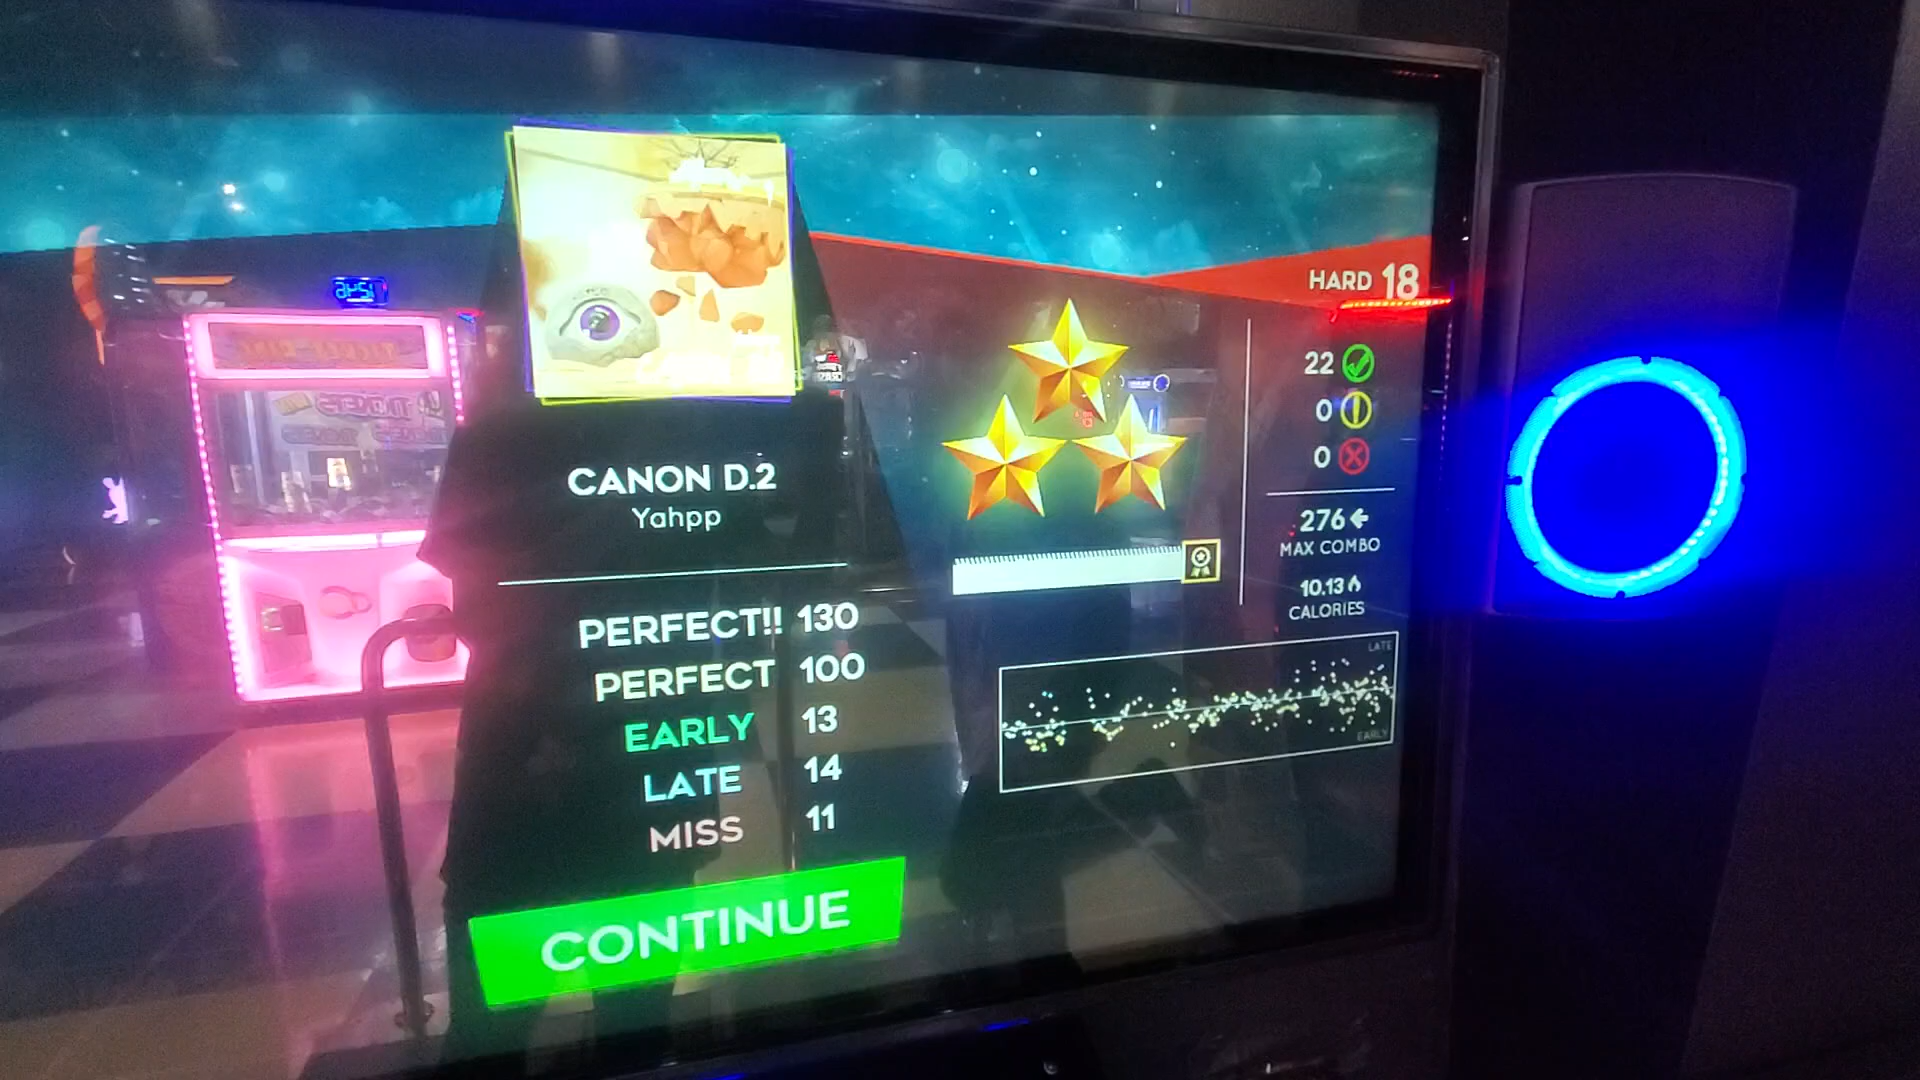 CANON D.2
Yahpp
PERFECT!! 130
PERFECT 100
EARLY 13
LATE 14
MISS 11
CONTINUE
HARD 18
22
0
0
276
MAX COMBO
10.13
CALORIES
LATE
EARLY